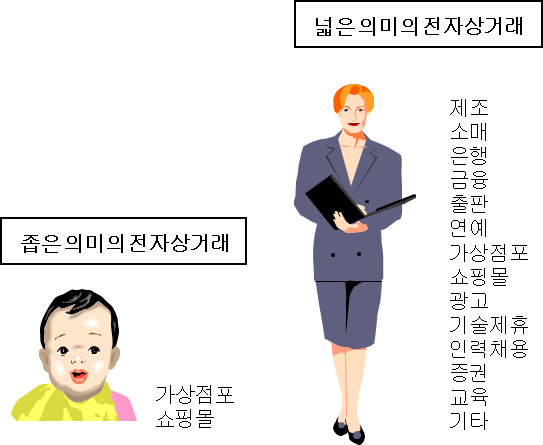 넓은의미의전자상거래
제조
소매
은행
금융
출판
연예
가상점포
쇼핑몰
광고
기술제휴
인력채용
증권
교육
기타
좁은의미의전자상거래
가상점포
쇼핑몰